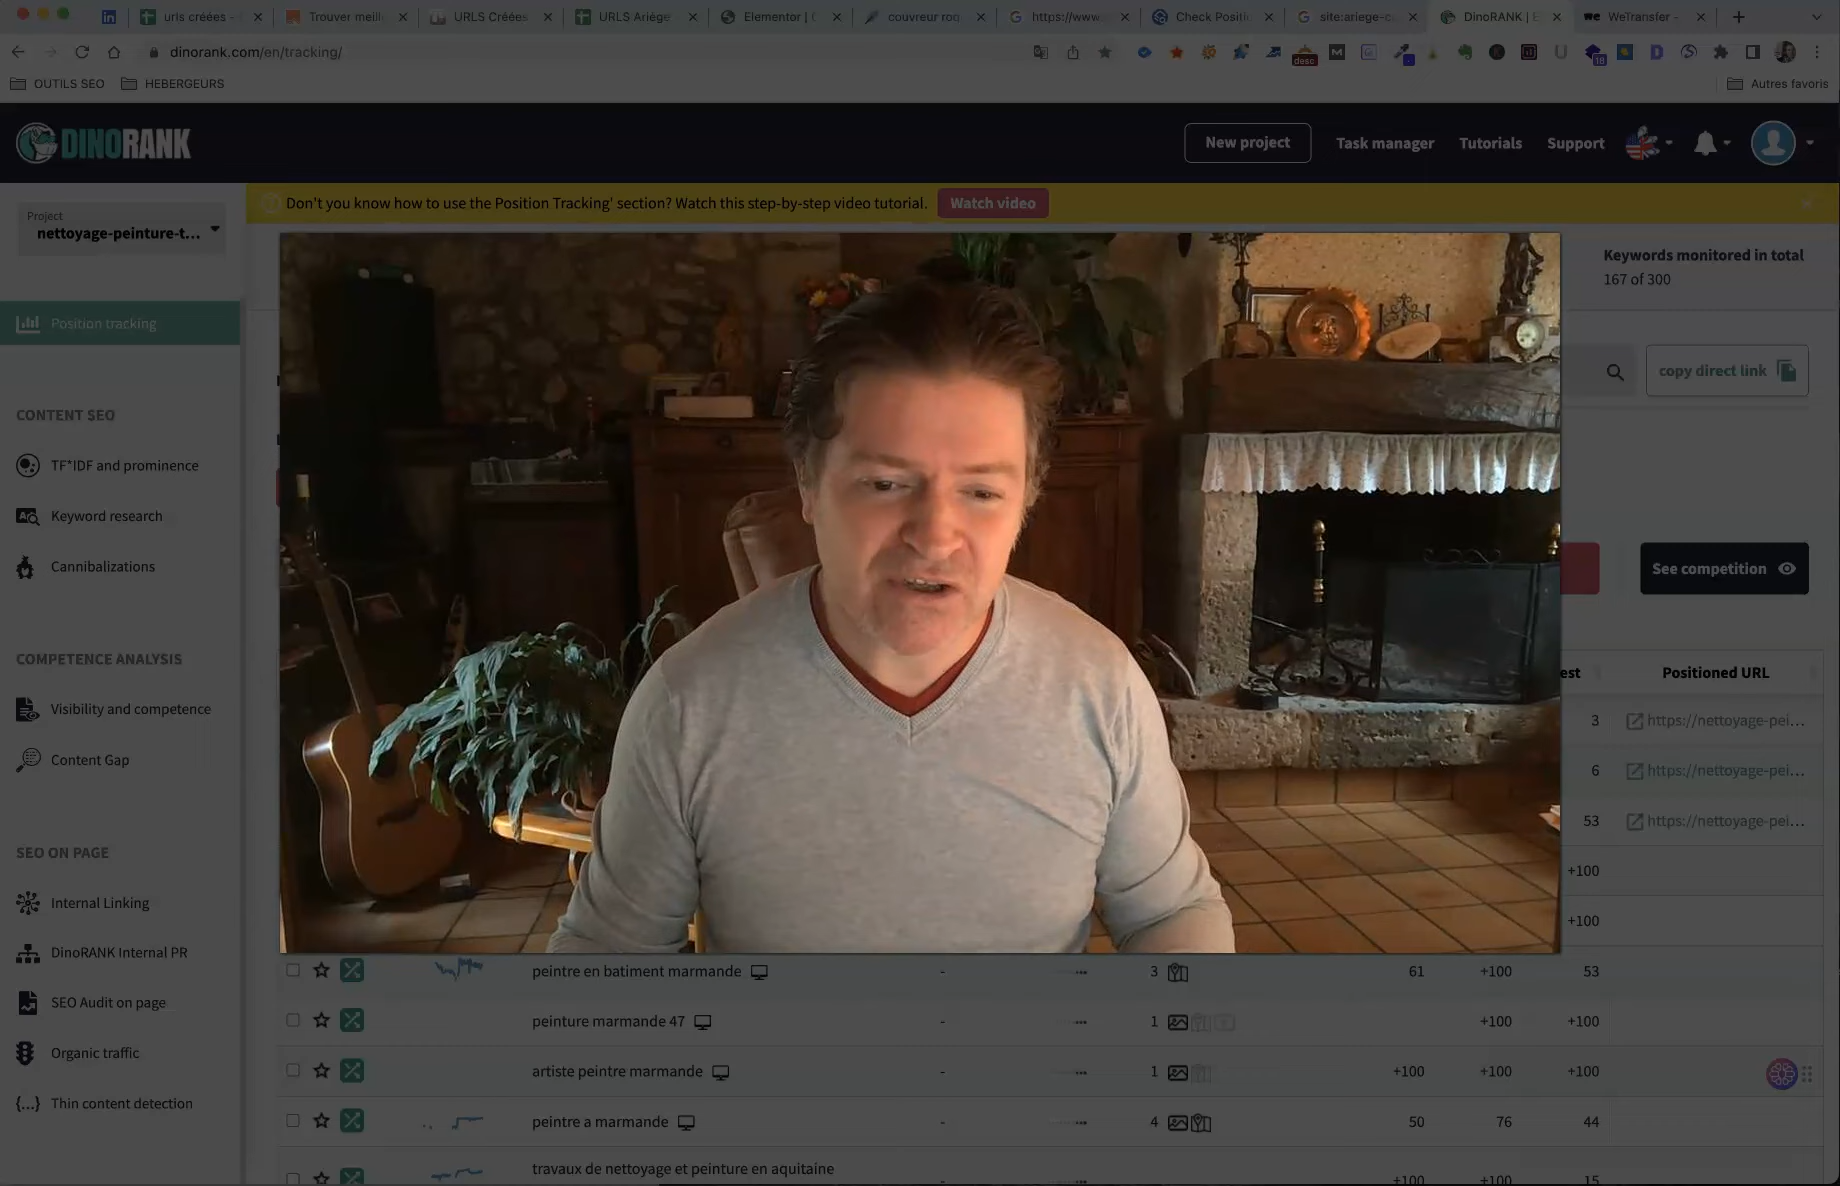 urls créées -
Trouver meill
URLS Créées
URLS Ariège
Elementor |
couvreur roq
https://www
Check Positi
site:ariege-c
DinoRANK | E
WeTransfer -
dinorank.com/en/tracking/
desc
18
OUTILS SEO
HEBERGEURS
Autres favoris
DINORANK
New project
Task manager
Tutorials
Support
Project
nettoyage-peinture-t...
Don't you know how to use the Position Tracking' section? Watch this step-by-step video tutorial.
Watch video
Keywords monitored in total
167 of 300
Position tracking
copy direct link
CONTENT SEO
TF*IDF and prominence
Keyword research
Cannibalizations
See competition
COMPETENCE ANALYSIS
Visibility and competence
Content Gap
est
Positioned URL
3 https://nettoyage-pei...
6 https://nettoyage-pei...
53 https://nettoyage-pei...
+100
+100
SEO ON PAGE
Internal Linking
DinoRANK Internal PR
SEO Audit on page
Organic traffic
{...} Thin content detection
peintre en batiment marmande - 3 61 +100 53
peinture marmande 47 - 1 +100 +100
artiste peintre marmande - 1 +100 +100 +100
peintre a marmande - 4 50 76 44
travaux de nettoyage et peinture en aquitaine
+100 +100 15